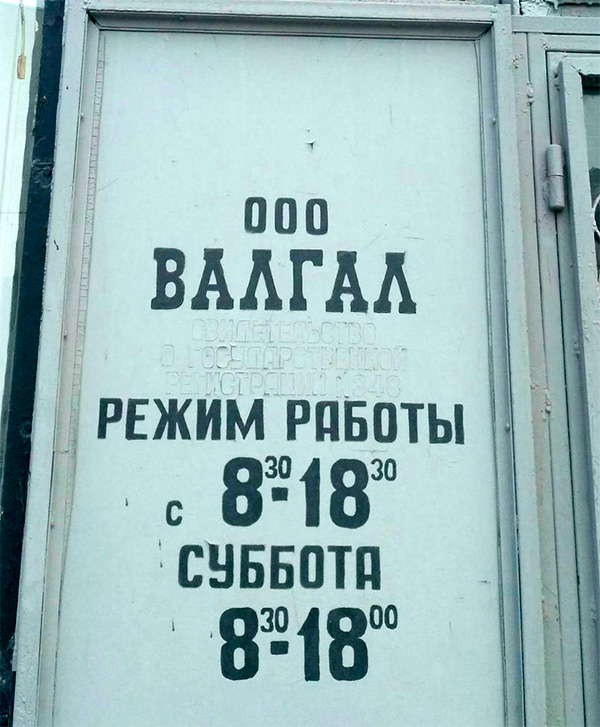 ООО
ВАЛГАЛ
СВИДЕТЕЛЬСТВО
О ГОСУДАРСТВЕННОЙ
РЕГИСТРАЦИИ
РЕЖИМ РАБОТЫ
с 8³⁰-18³⁰
СУББОТА
8³⁰-18⁰⁰